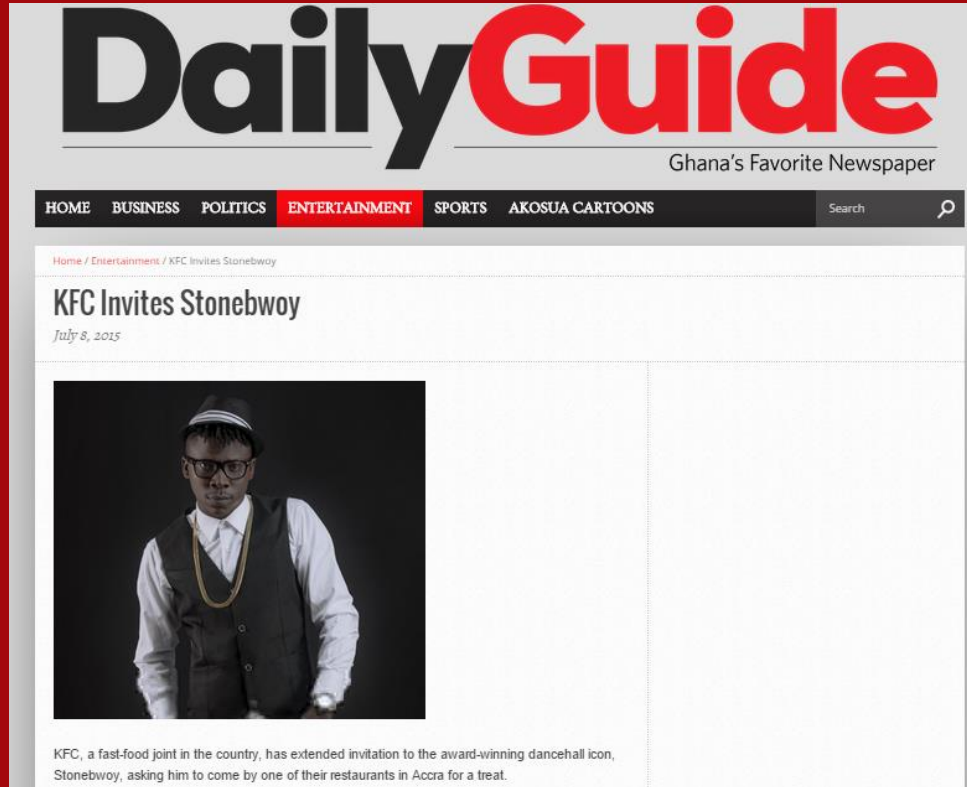 DailyGuide
Ghana's Favorite Newspaper
HOME BUSINESS POLITICS ENTERTAINMENT SPORTS AKOSUA CARTOONS Search
Home / Entertainment / KFC Invites Stonebwoy
KFC Invites Stonebwoy
July 8, 2015
KFC, a fast-food joint in the country, has extended invitation to the award-winning dancehall icon,
Stonebwoy, asking him to come by one of their restaurants in Accra for a treat.